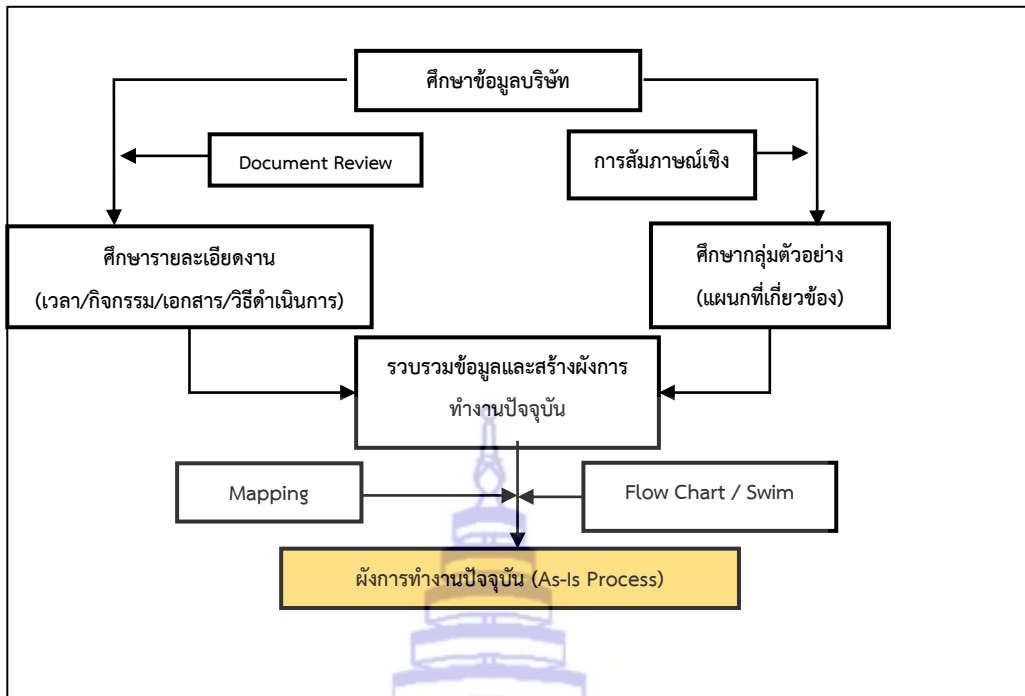 ศึกษาข้อมูลบริษัท
Document Review
การสัมภาษณ์เชิง
ศึกษารายละเอียดงาน
(เวลา/กิจกรรม/เอกสาร/วิธีดำเนินการ)
ศึกษากลุ่มตัวอย่าง
(แผนกที่เกี่ยวข้อง)
รวบรวมข้อมูลและสร้างผังการ
ทำงานปัจจุบัน
Mapping
Flow Chart / Swim
ผังการทำงานปัจจุบัน (As-Is Process)